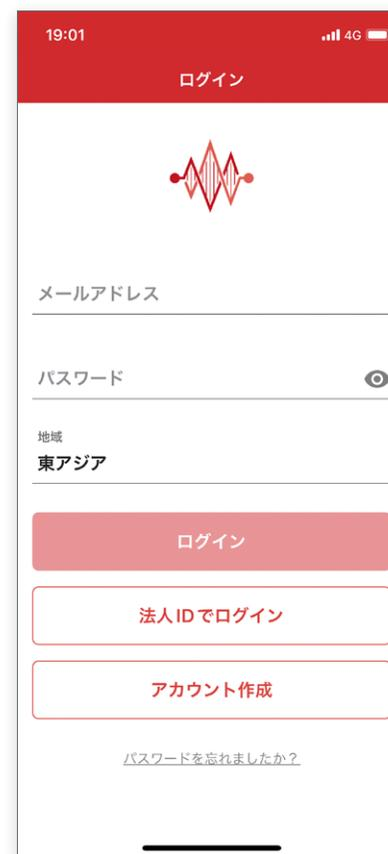 19:01
4G
ログイン
メールアドレス
パスワード
地域
東アジア
ログイン
法人IDでログイン
アカウント作成
パスワードを忘れましたか？